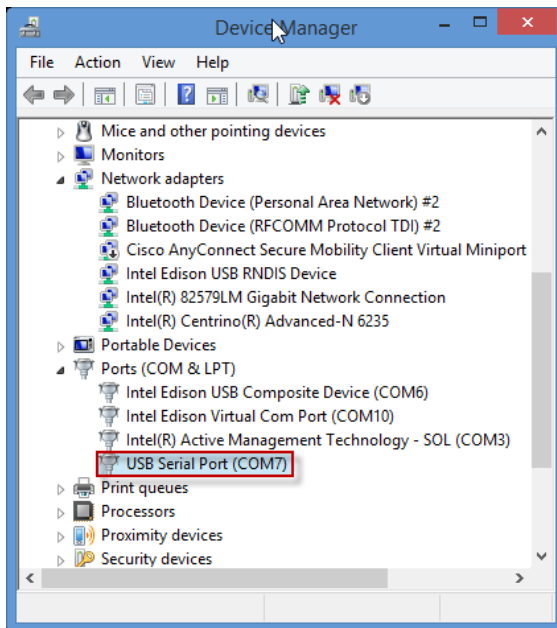 Device Manager
File Action View Help
Mice and other pointing devices
Monitors
Network adapters
Bluetooth Device (Personal Area Network) #2
Bluetooth Device (RFCOMM Protocol TDI) #2
Cisco AnyConnect Secure Mobility Client Virtual Miniport
Intel Edison USB RNDIS Device
Intel(R) 82579LM Gigabit Network Connection
Intel(R) Centrino(R) Advanced-N 6235
Portable Devices
Ports (COM & LPT)
Intel Edison USB Composite Device (COM6)
Intel Edison Virtual Com Port (COM10)
Intel(R) Active Management Technology - SOL (COM3)
USB Serial Port (COM7)
Print queues
Processors
Proximity devices
Security devices